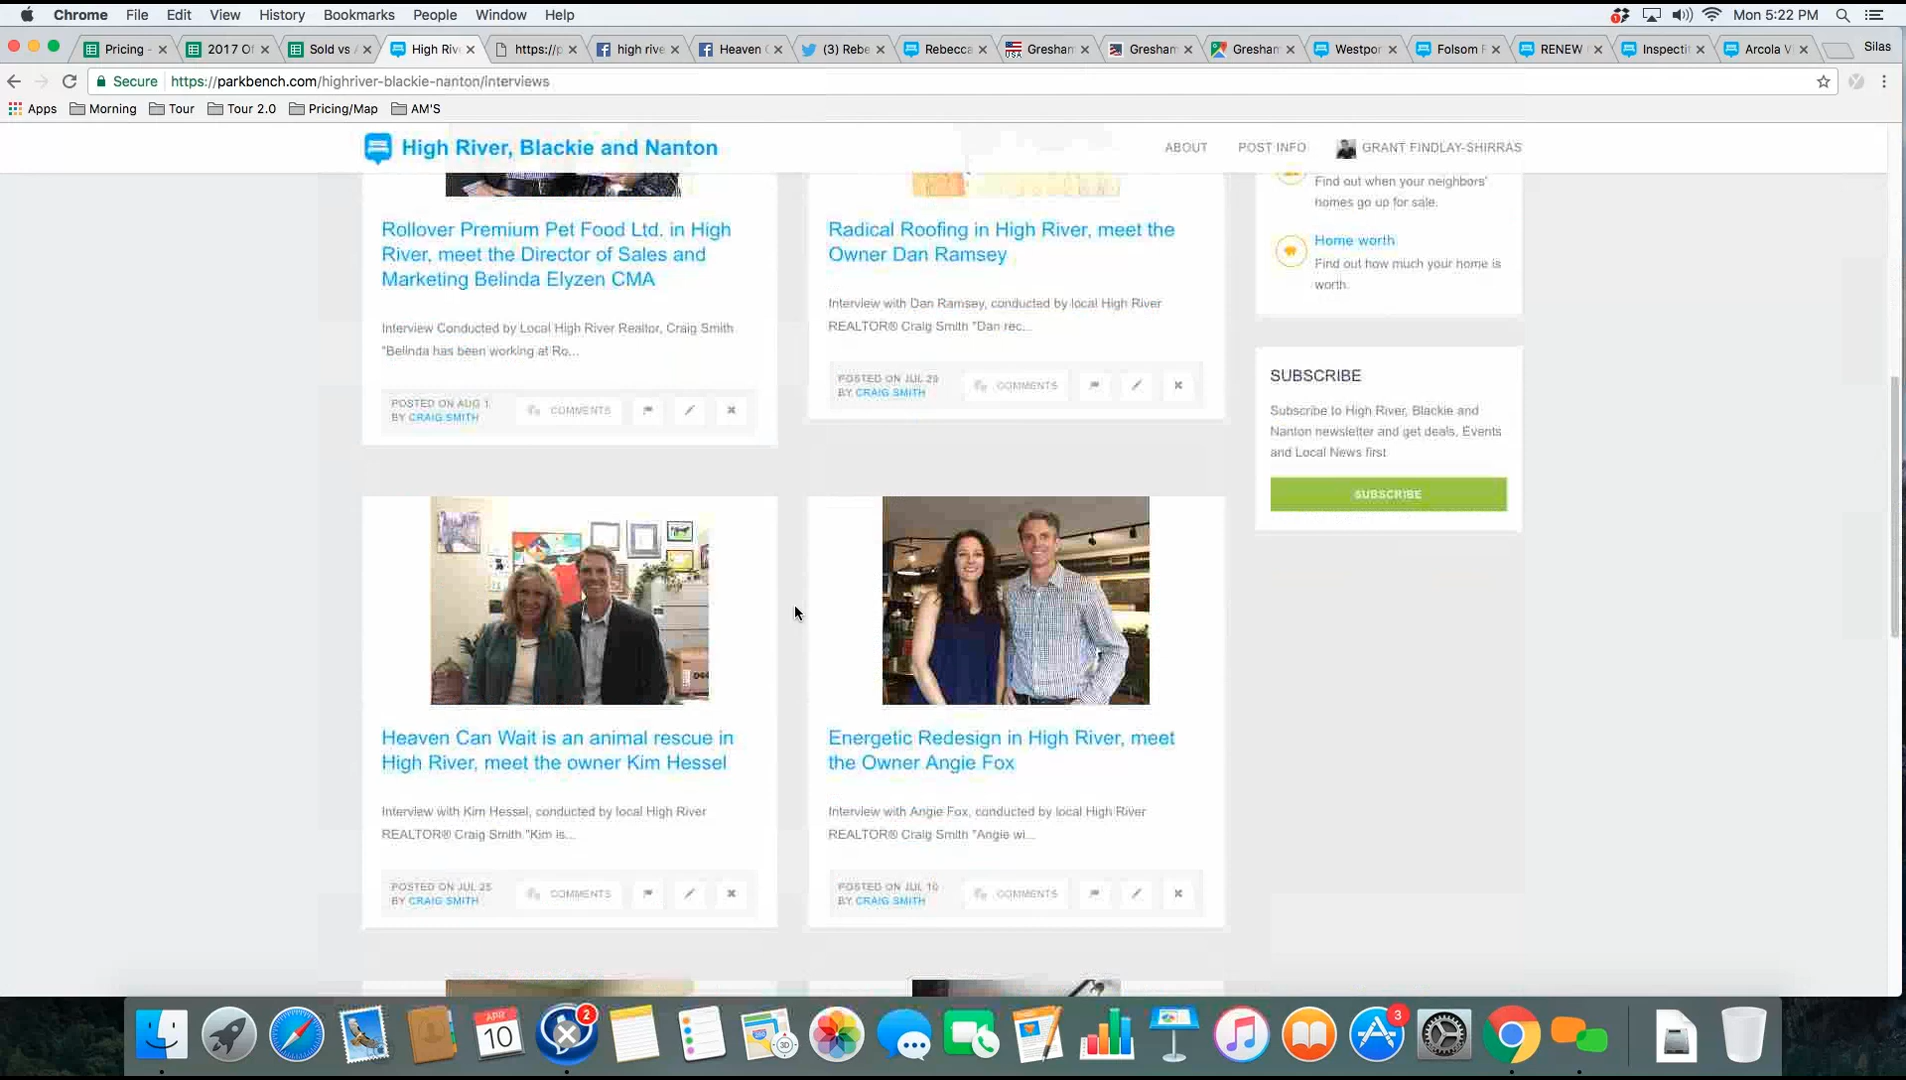 Chrome File Edit View History Bookmarks People Window Help Mon 5:22 PM
Pricing - 2017 Of Sold vs High Rive https://p high rive Heaven C (3) Rebe Rebecca Gresham Gresham Gresham Westpor Folsom F RENEW Inspecti Arcola V Silas
Secure https://parkbench.com/highriver-blackie-nanton/interviews
Apps Morning Tour Tour 2.0 Pricing/Map AM'S
High River, Blackie and Nanton
ABOUT POST INFO GRANT FINDLAY-SHIRRAS
Rollover Premium Pet Food Ltd. in High
River, meet the Director of Sales and
Marketing Belinda Elyzen CMA
Interview Conducted by Local High River Realtor, Craig Smith
"Belinda has been working at Ro...
POSTED ON AUG 1
BY CRAIG SMITH
COMMENTS
Radical Roofing in High River, meet the
Owner Dan Ramsey
Interview with Dan Ramsey, conducted by local High River
REALTOR® Craig Smith "Dan rec...
POSTED ON JUL 29
BY CRAIG SMITH
COMMENTS
Find out when your neighbors'
homes go up for sale.
Home worth
Find out how much your home is
worth.
SUBSCRIBE
Subscribe to High River, Blackie and
Nanton newsletter and get deals, Events
and Local News first
SUBSCRIBE
Heaven Can Wait is an animal rescue in
High River, meet the owner Kim Hessel
Interview with Kim Hessel, conducted by local High River
REALTOR® Craig Smith "Kim is...
POSTED ON JUL 25
BY CRAIG SMITH
COMMENTS
Energetic Redesign in High River, meet
the Owner Angie Fox
Interview with Angie Fox, conducted by local High River
REALTOR® Craig Smith "Angie wi...
POSTED ON JUL 10
BY CRAIG SMITH
COMMENTS
APR
10
2
3D
3